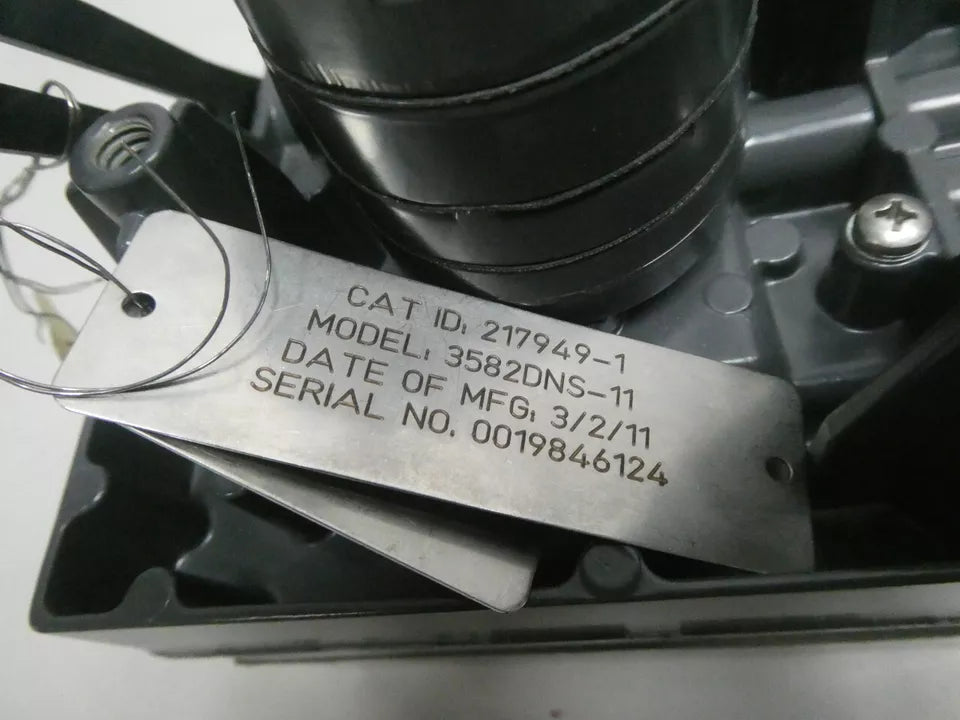 CAT ID: 217949-1
MODEL: 3582DNS-11
DATE OF MFG: 3/2/11
SERIAL NO. 0019846124